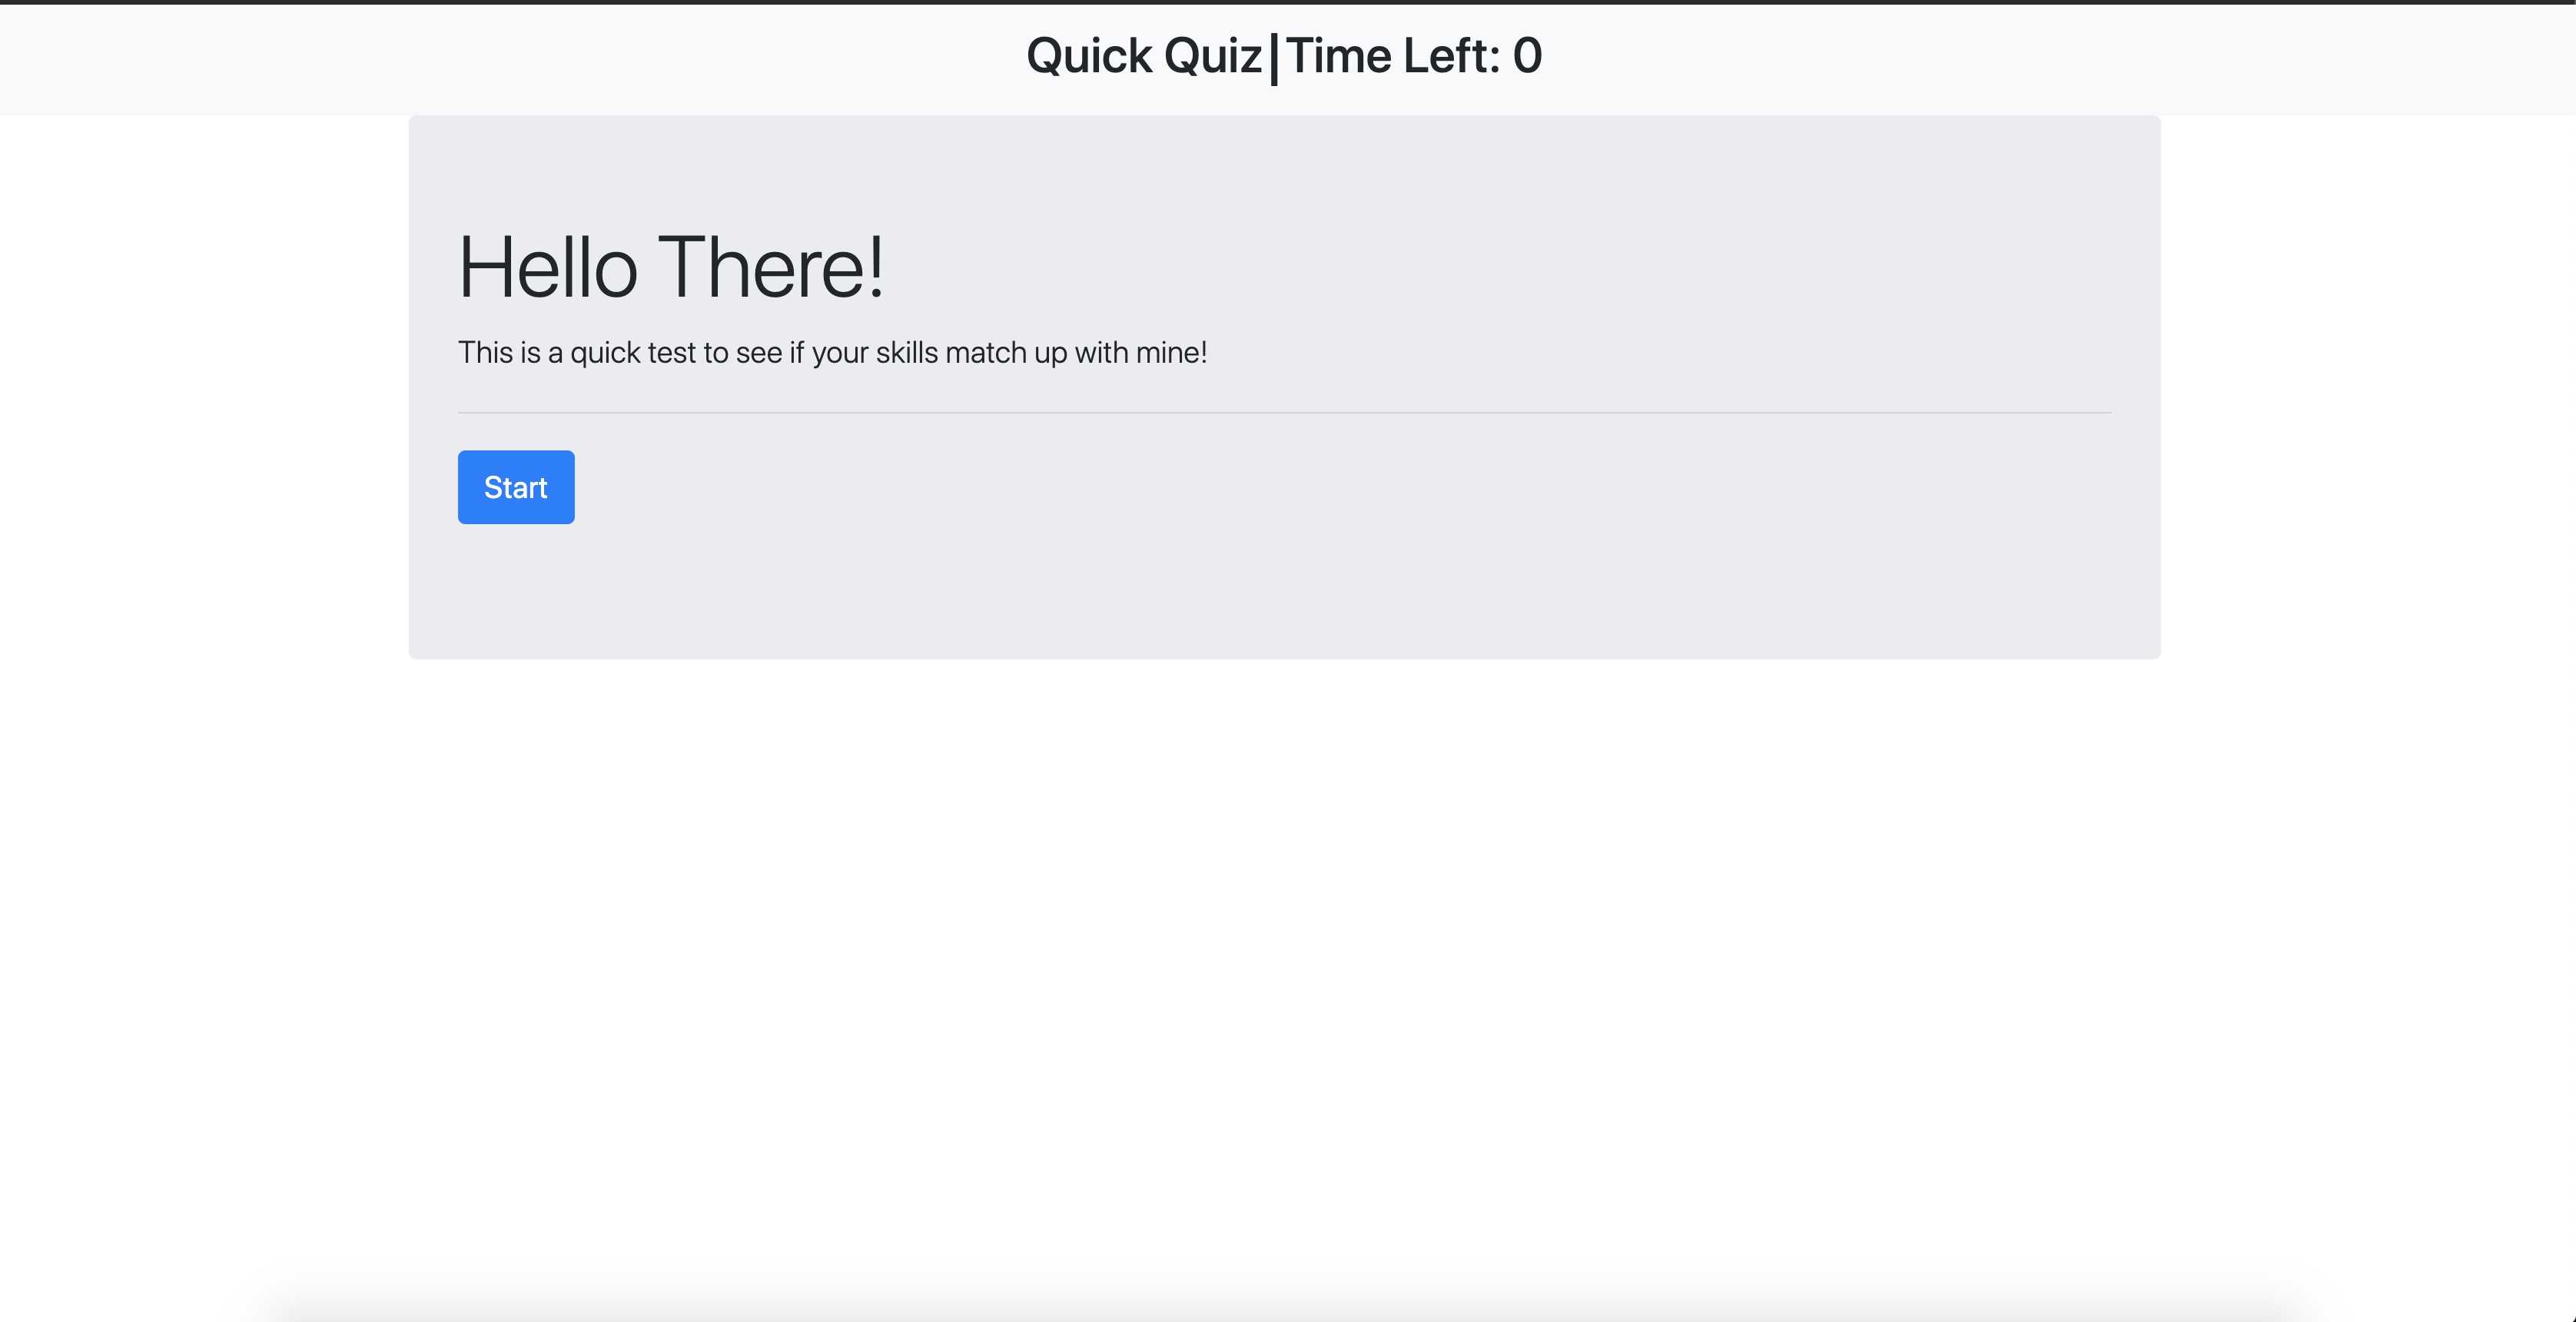 Quick Quiz|Time Left: 0
Hello There!
This is a quick test to see if your skills match up with mine!
Start